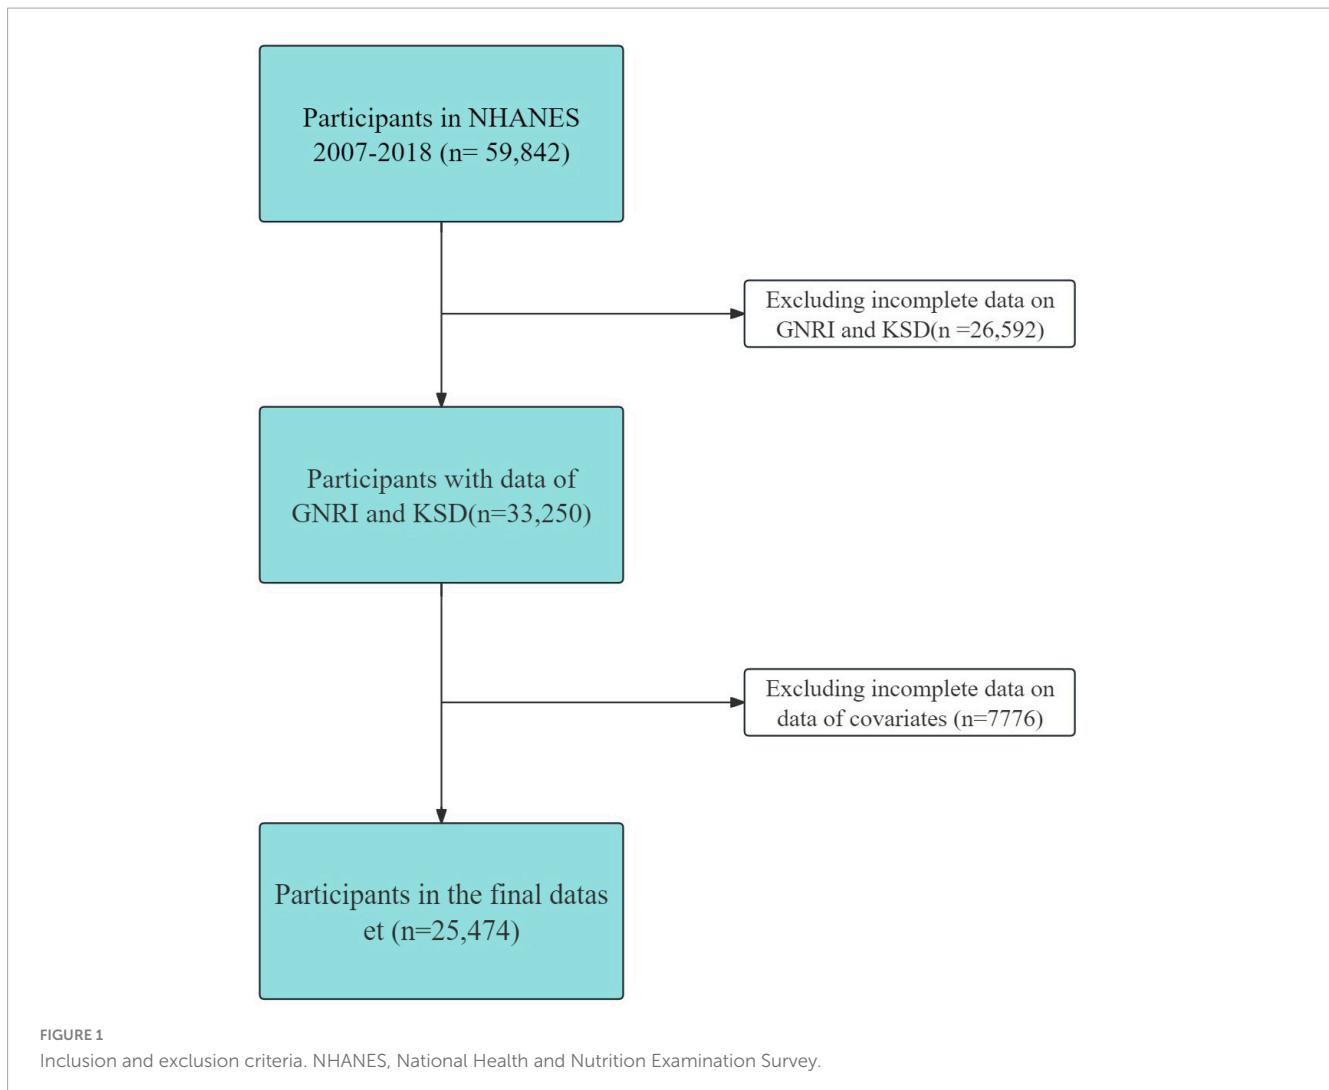 Participants in NHANES
2007-2018 (n= 59,842)
Excluding incomplete data on
GNRI and KSD(n =26,592)
Participants with data of
GNRI and KSD(n=33,250)
Excluding incomplete data on
data of covariates (n=7776)
Participants in the final datas
et (n=25,474)
FIGURE 1
Inclusion and exclusion criteria. NHANES, National Health and Nutrition Examination Survey.